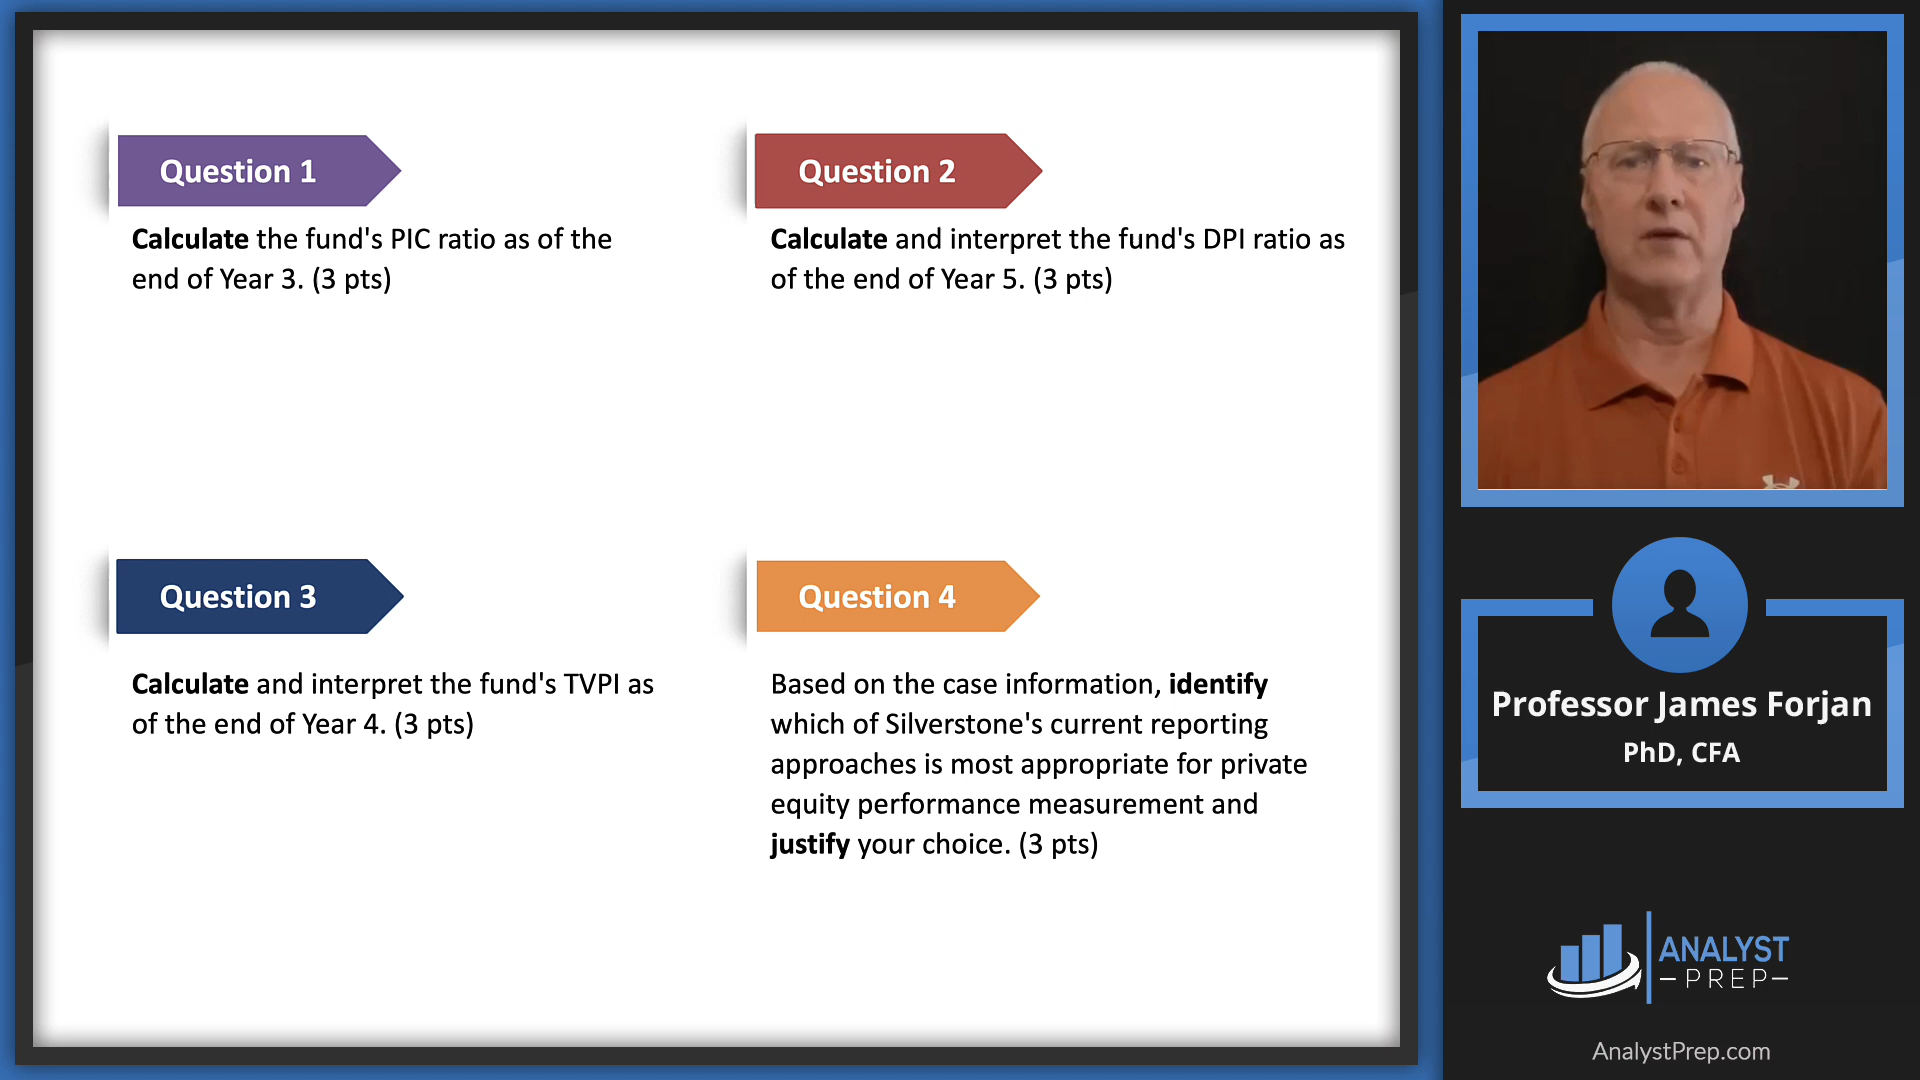 Question 1
Calculate the fund's PIC ratio as of the
end of Year 3. (3 pts)
Question 2
Calculate and interpret the fund's DPI ratio as
of the end of Year 5. (3 pts)
Question 3
Calculate and interpret the fund's TVPI as
of the end of Year 4. (3 pts)
Question 4
Based on the case information, identify
which of Silverstone's current reporting
approaches is most appropriate for private
equity performance measurement and
justify your choice. (3 pts)
Professor James Forjan
PhD, CFA
ANALYST
PREP
AnalystPrep.com